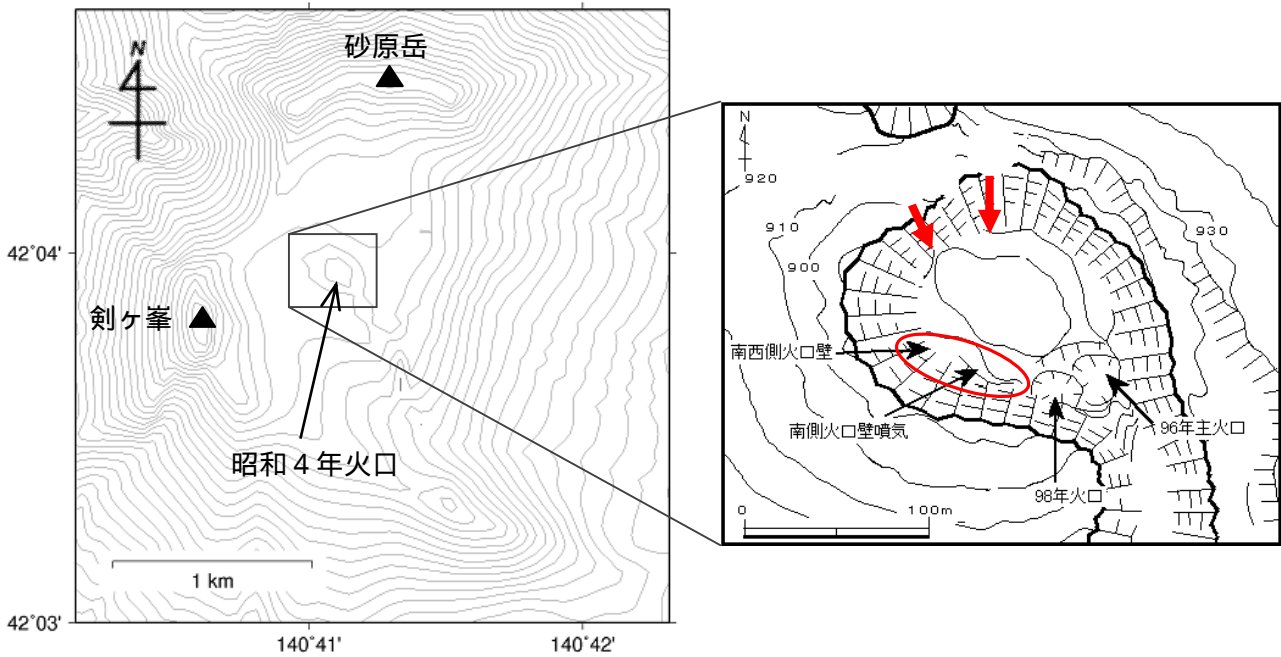 N
砂原岳
42°04'
剣ヶ峯
昭和4年火口
1 km
42°03'
140°41'
140°42'
N
920
910
900
930
南西側火口壁
南側火口壁噴気
96年主火口
98年火口
0
100m